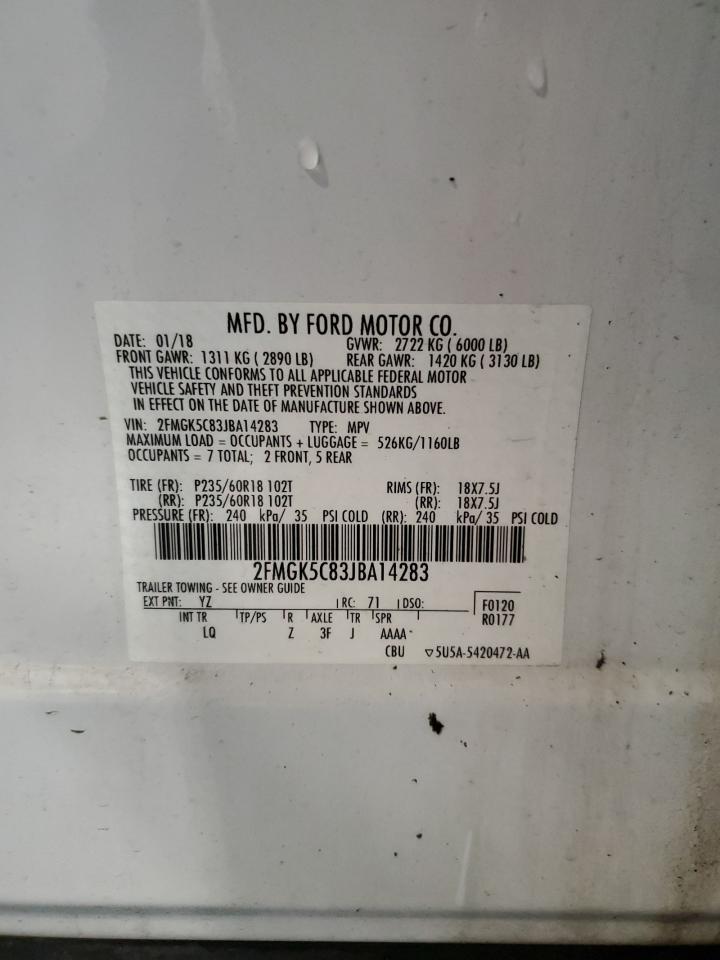 MFD. BY FORD MOTOR CO.
DATE: 01/18 GVWR: 2722 KG ( 6000 LB)
FRONT GAWR: 1311 KG ( 2890 LB) REAR GAWR: 1420 KG ( 3130 LB)
THIS VEHICLE CONFORMS TO ALL APPLICABLE FEDERAL MOTOR
VEHICLE SAFETY AND THEFT PREVENTION STANDARDS
IN EFFECT ON THE DATE OF MANUFACTURE SHOWN ABOVE.
VIN: 2FMGK5C83JBA14283 TYPE: MPV
MAXIMUM LOAD = OCCUPANTS + LUGGAGE = 526KG/1160LB
OCCUPANTS = 7 TOTAL; 2 FRONT, 5 REAR
TIRE (FR): P235/60R18 102T RIMS (FR): 18X7.5J
(RR): P235/60R18 102T (RR): 18X7.5J
PRESSURE (FR): 240 kPa/ 35 PSI COLD (RR): 240 kPa/ 35 PSI COLD
2FMGK5C83JBA14283
TRAILER TOWING - SEE OWNER GUIDE
EXT PNT: YZ RC: 71 DSO: F0120
INT TR TP/PS R AXLE TR SPR R0177
LQ Z 3F J AAAA
CBU ▽5U5A-5420472-AA